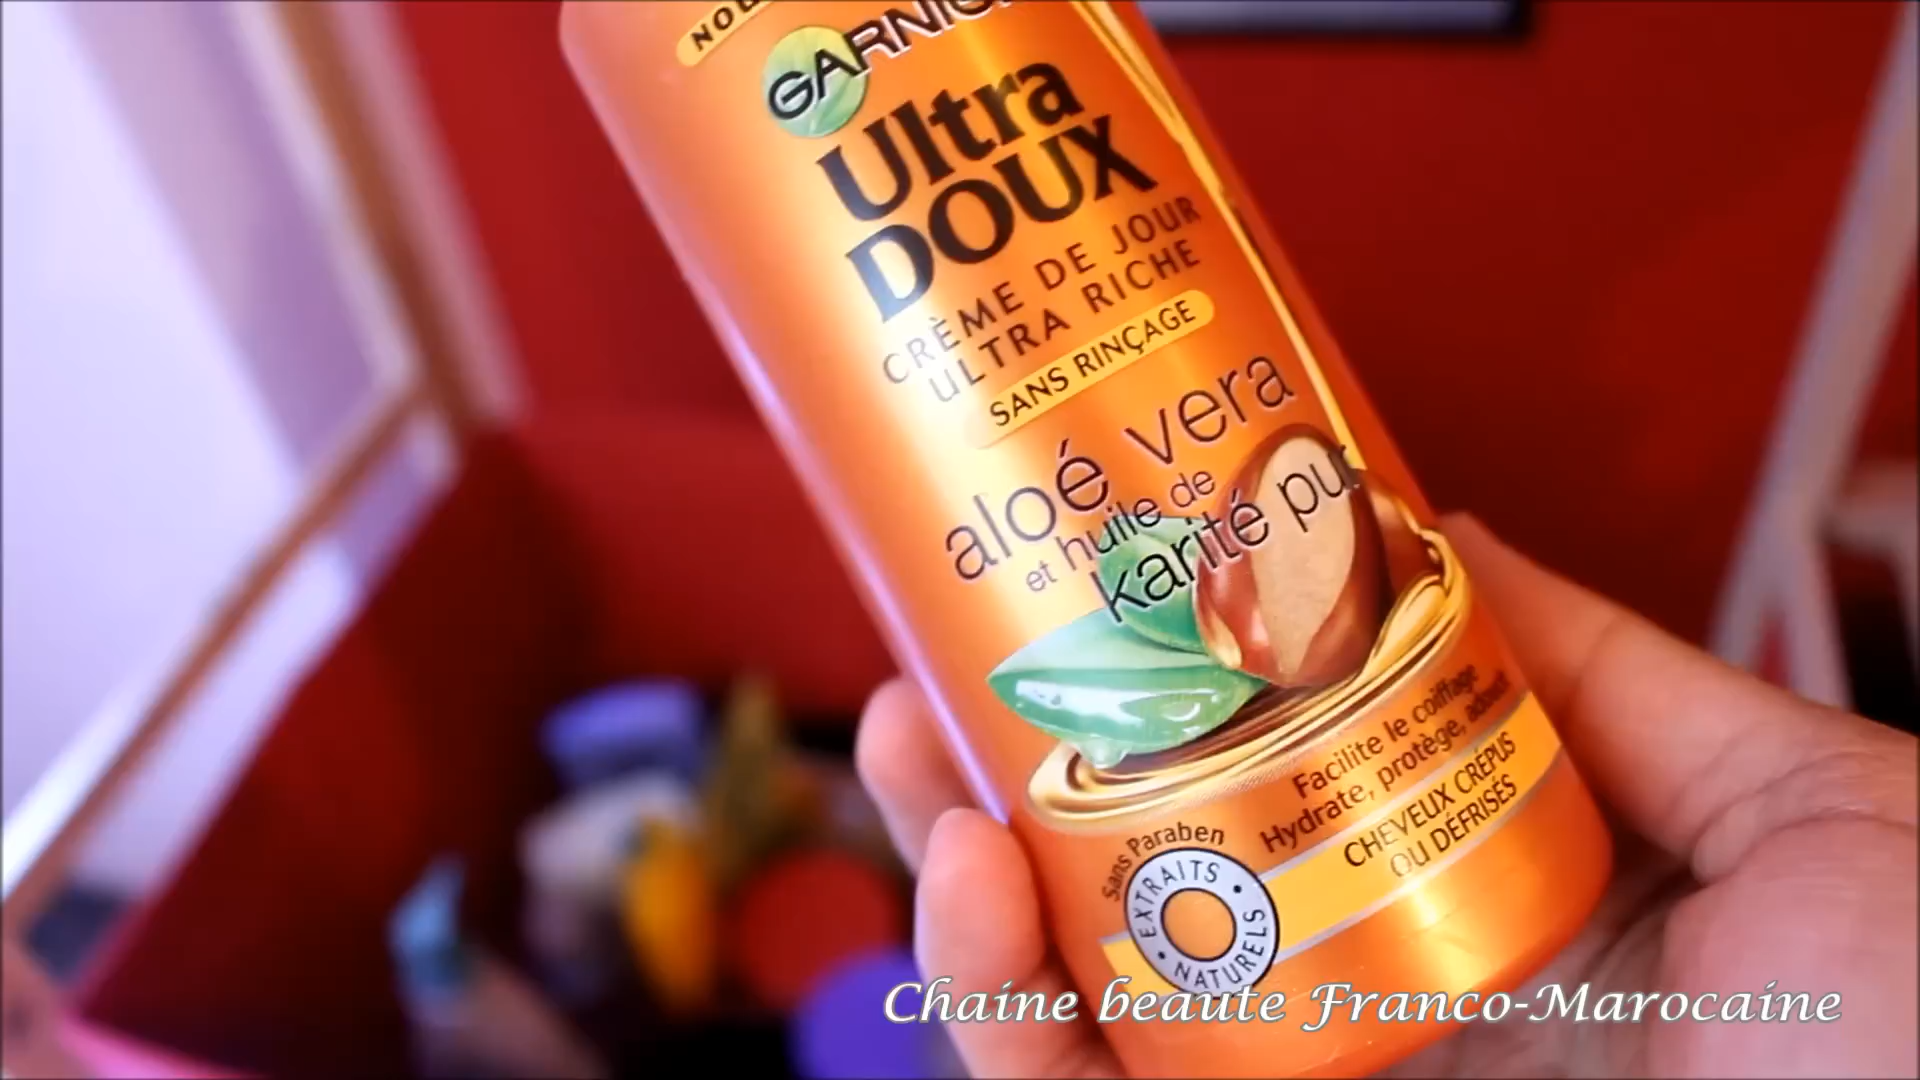 GARNIER
Ultra
DOUX
CRÈME DE JOUR
ULTRA RICHE
SANS RINÇAGE
aloé vera
et huile de
karité pur
Facilite le coiffage
Hydrate, protège, adoucit
CHEVEUX CRÉPUS
OU DÉFRISÉS
Sans Paraben
• EXTRAITS •
NATURELS
Chaine beaute Franco-Marocaine